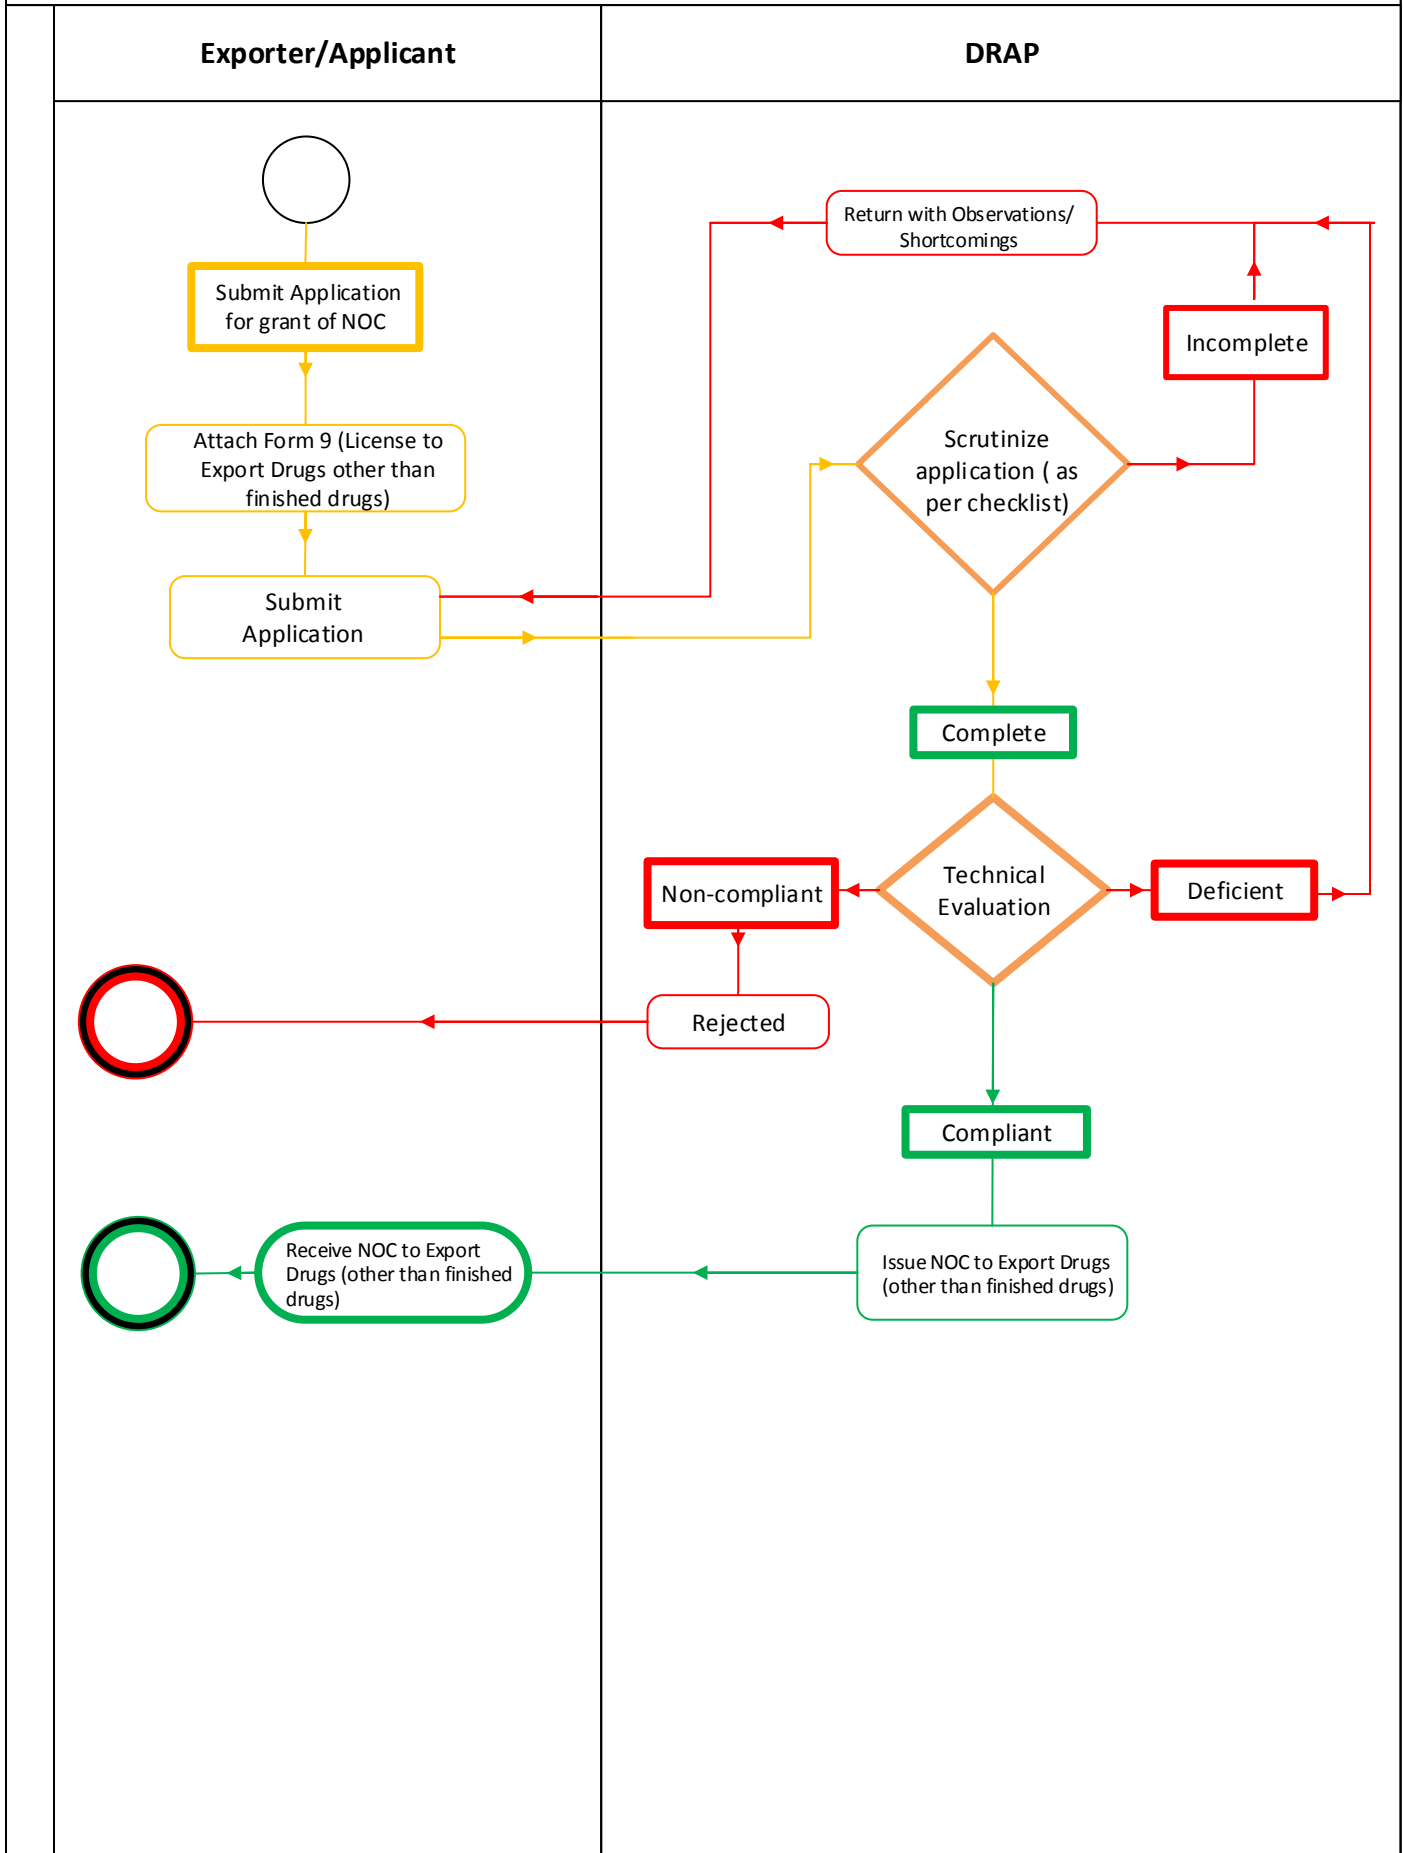 Exporter/Applicant
DRAP
Submit Application
for grant of NOC
Attach Form 9 (License to
Export Drugs other than
finished drugs)
Submit
Application
Return with Observations/
Shortcomings
Incomplete
Scrutinize
application ( as
per checklist)
Complete
Technical
Evaluation
Non-compliant
Deficient
Rejected
Compliant
Issue NOC to Export Drugs
(other than finished drugs)
Receive NOC to Export
Drugs (other than finished
drugs)